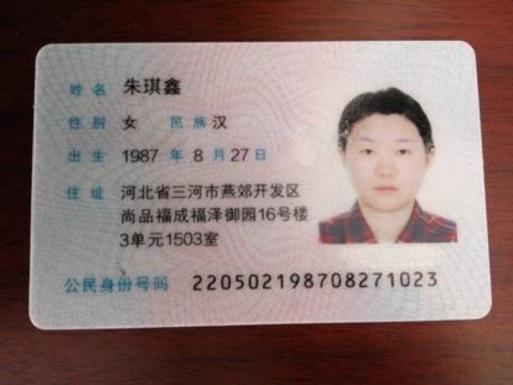 姓名 朱琪鑫
性别 女 民族 汉
出生 1987 年 8 月 27 日
住址 河北省三河市燕郊开发区
尚品福成福泽御园16号楼
3单元1503室
公民身份号码 220502198708271023